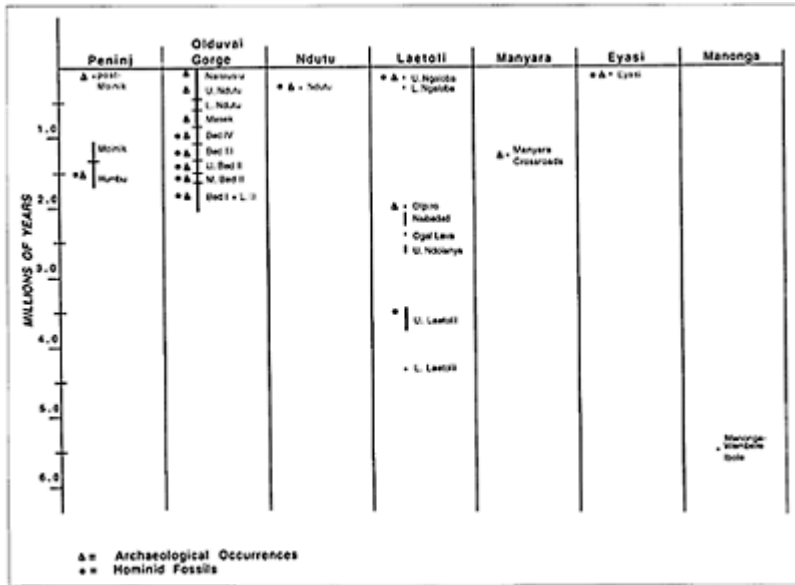 Olduvai
Peninj
Gorge
Ndutu
Laetoli
Manyara
Eyasi
Manonga
post-
Moinik
Moinik
Humbu
Naisiusiu
U. Ndutu
L. Ndutu
Masek
Bed IV
Bed III
U. Bed II
M. Bed II
Bed I + L. II
Ndutu
U. Ngaloba
L. Ngaloba
Olpiro
Naibadad
Ogol Lava
U. Ndolanya
U. Laetolil
L. Laetolil
Manyara
Crossroads
Eyasi
Manonga-
Wembere
Ibole
MILLIONS OF YEARS
1.0
2.0
3.0
4.0
5.0
6.0
▲ = Archaeological Occurrences
● = Hominid Fossils